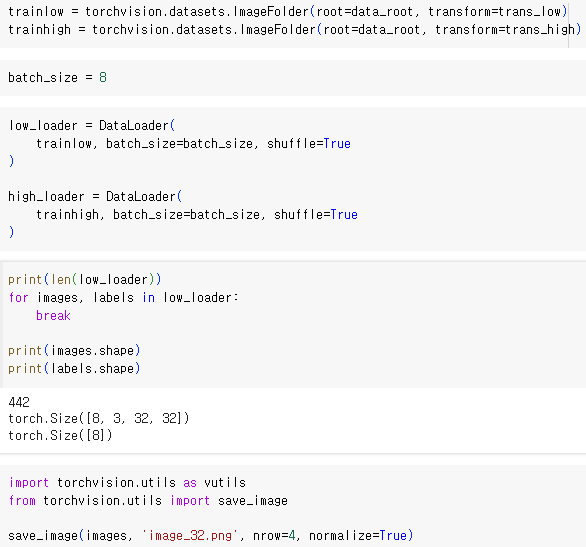 trainlow = torchvision.datasets.ImageFolder(root=data_root, transform=trans_low)
trainhigh = torchvision.datasets.ImageFolder(root=data_root, transform=trans_high)
batch_size = 8
low_loader = DataLoader(
    trainlow, batch_size=batch_size, shuffle=True
)
high_loader = DataLoader(
    trainhigh, batch_size=batch_size, shuffle=True
)
print(len(low_loader))
for images, labels in low_loader:
    break
print(images.shape)
print(labels.shape)
442
torch.Size([8, 3, 32, 32])
torch.Size([8])
import torchvision.utils as vutils
from torchvision.utils import save_image
save_image(images, 'image_32.png', nrow=4, normalize=True)